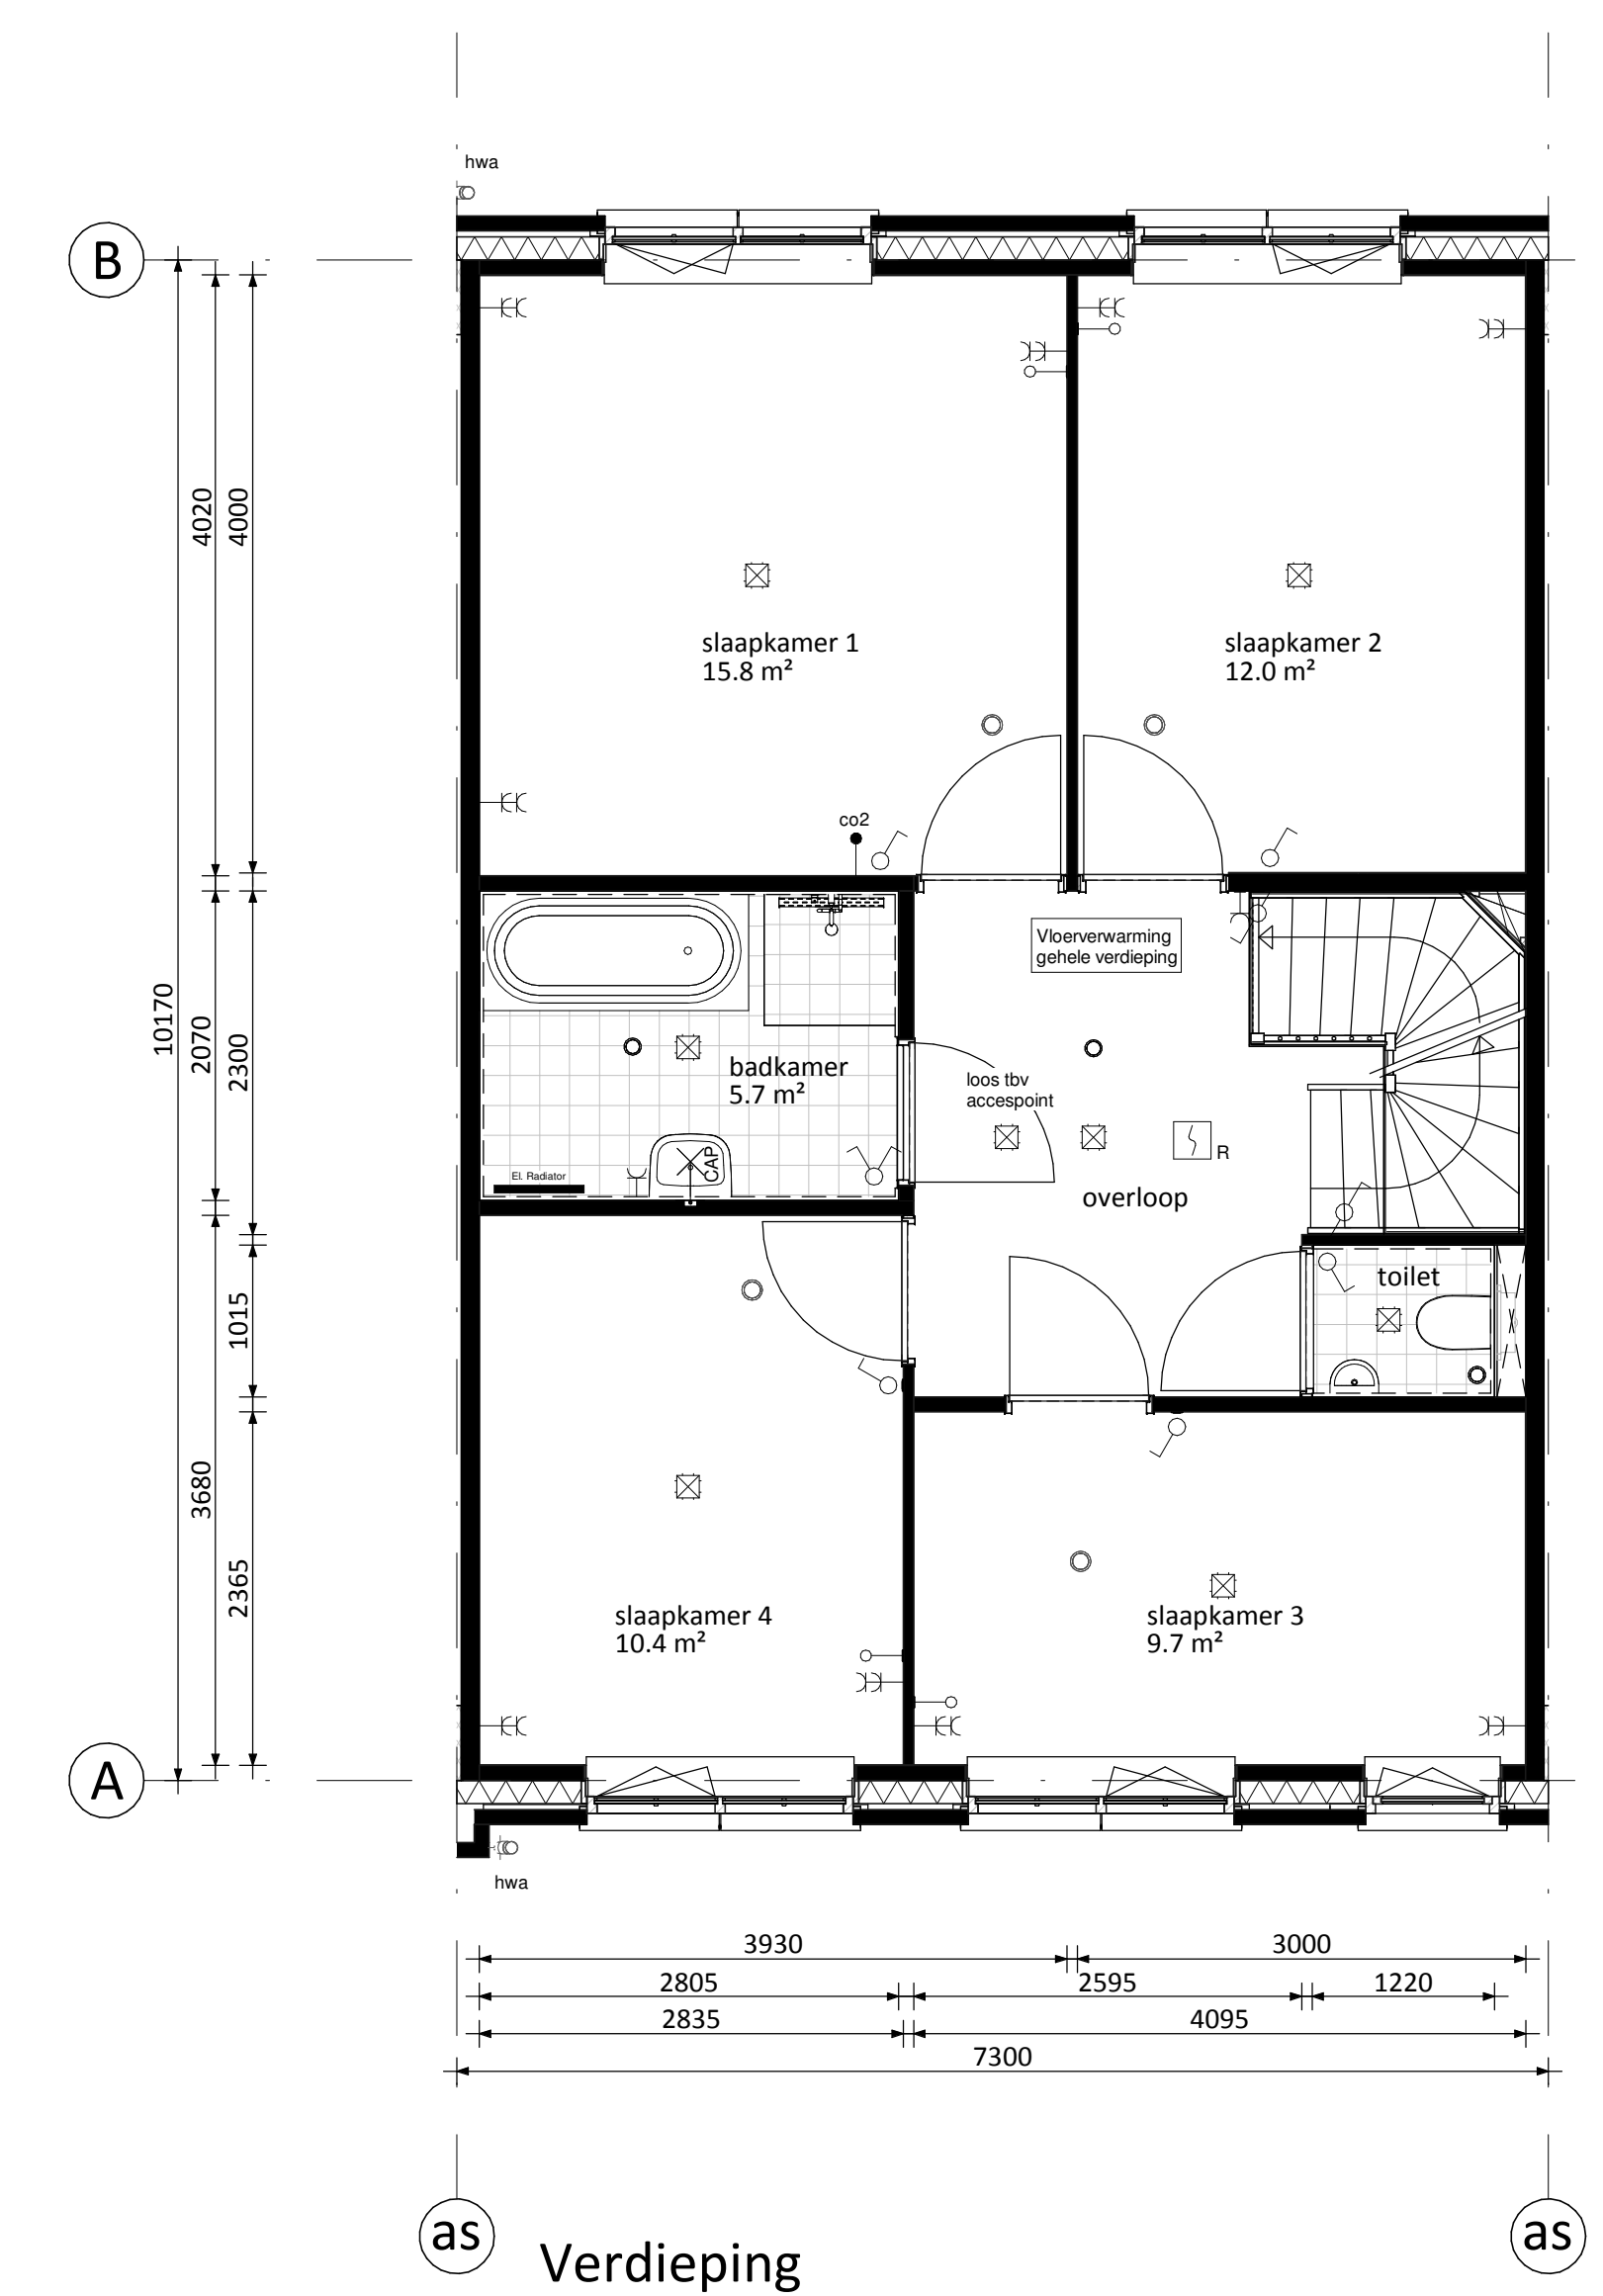 hwa
B
4020
4000
slaapkamer 1
15.8 m²
slaapkamer 2
12.0 m²
co2
Vloerverwarming
gehele verdieping
10170
2070
2300
badkamer
5.7 m²
loos tbv
accespoint
R
CAP
El. Radiator
overloop
toilet
1015
3680
2365
slaapkamer 4
10.4 m²
slaapkamer 3
9.7 m²
A
hwa
3930
3000
2805
2595
1220
2835
4095
7300
as
as
Verdieping